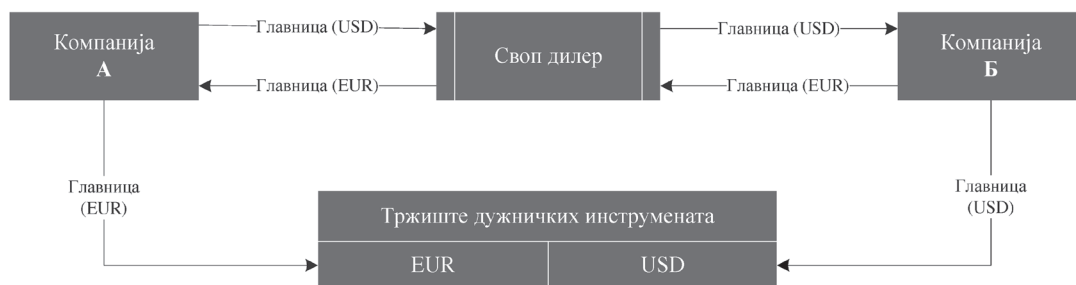 Главница (USD)
Главница (USD)
Компанија
А
Своп дилер
Компанија
Б
Главница (EUR)
Главница (EUR)
Главница
(EUR)
Главница
(USD)
Тржиште дужничких инструмената
EUR
USD